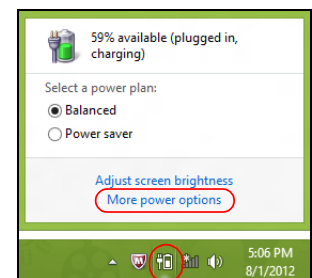 59% available (plugged in,
charging)
Select a power plan:
Balanced
Power saver
Adjust screen brightness
More power options
5:06 PM
8/1/2012